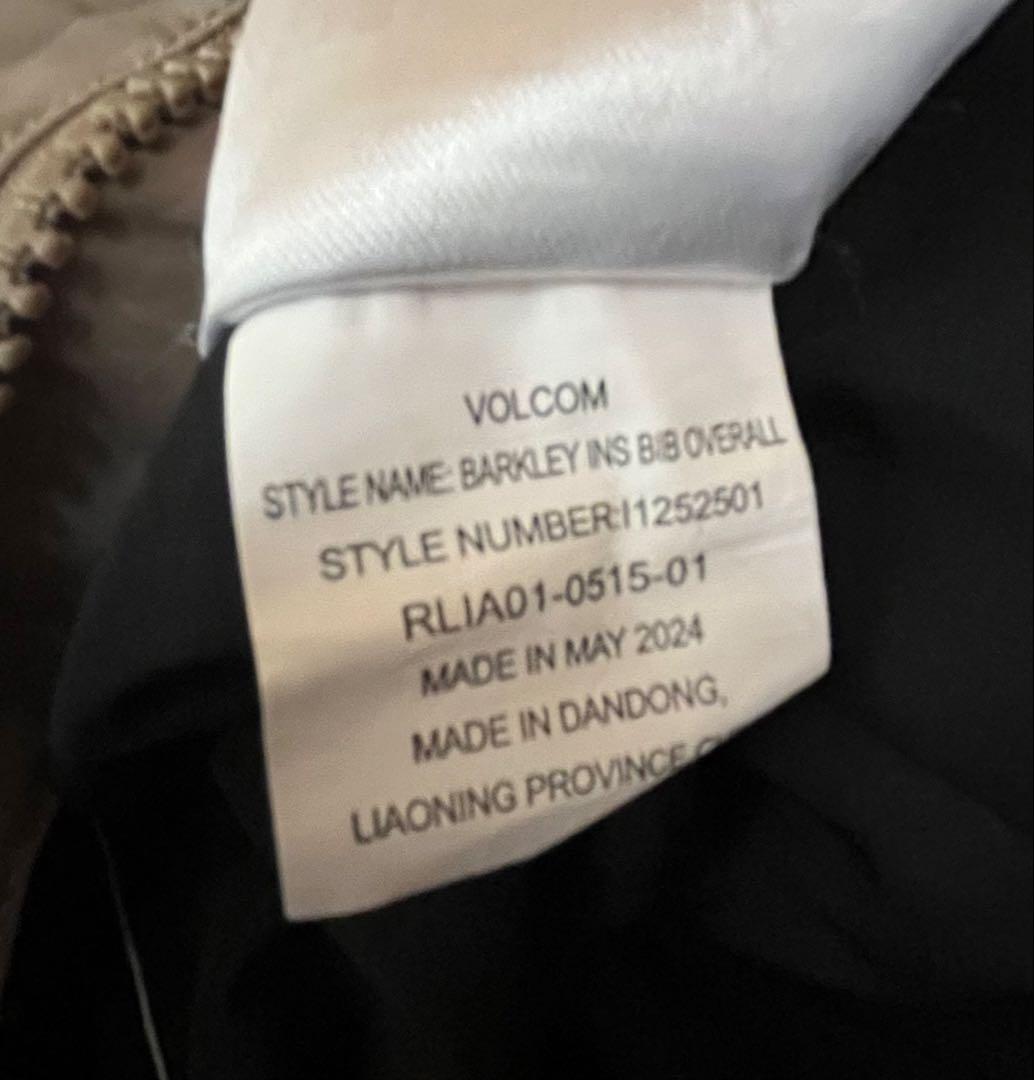 VOLCOM
STYLE NAME: BARKLEY INS BIB OVERALL
STYLE NUMBER:I1252501
RLIA01-0515-01
MADE IN MAY 2024
MADE IN DANDONG,
LIAONING PROVINCE